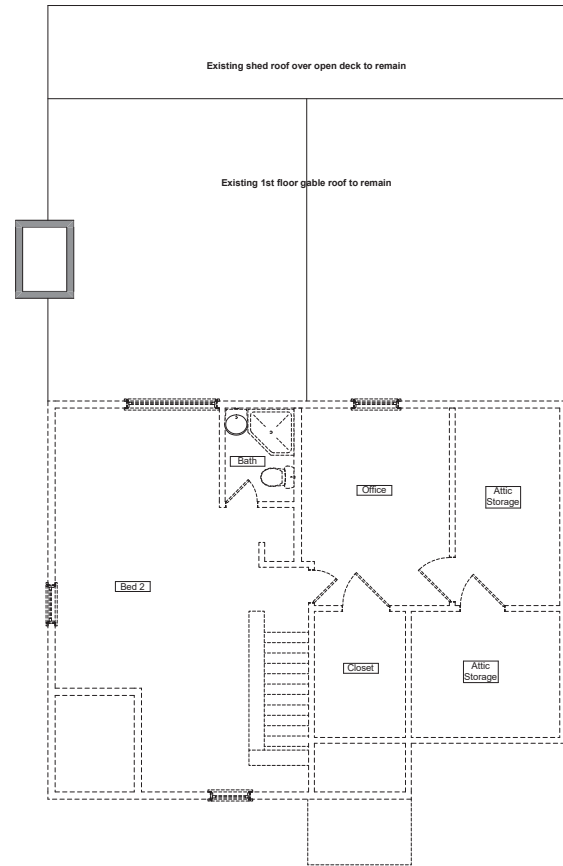 Existing shed roof over open deck to remain
Existing 1st floor gable roof to remain
Bath
Office
Attic
Storage
Bed 2
Closet
Attic
Storage